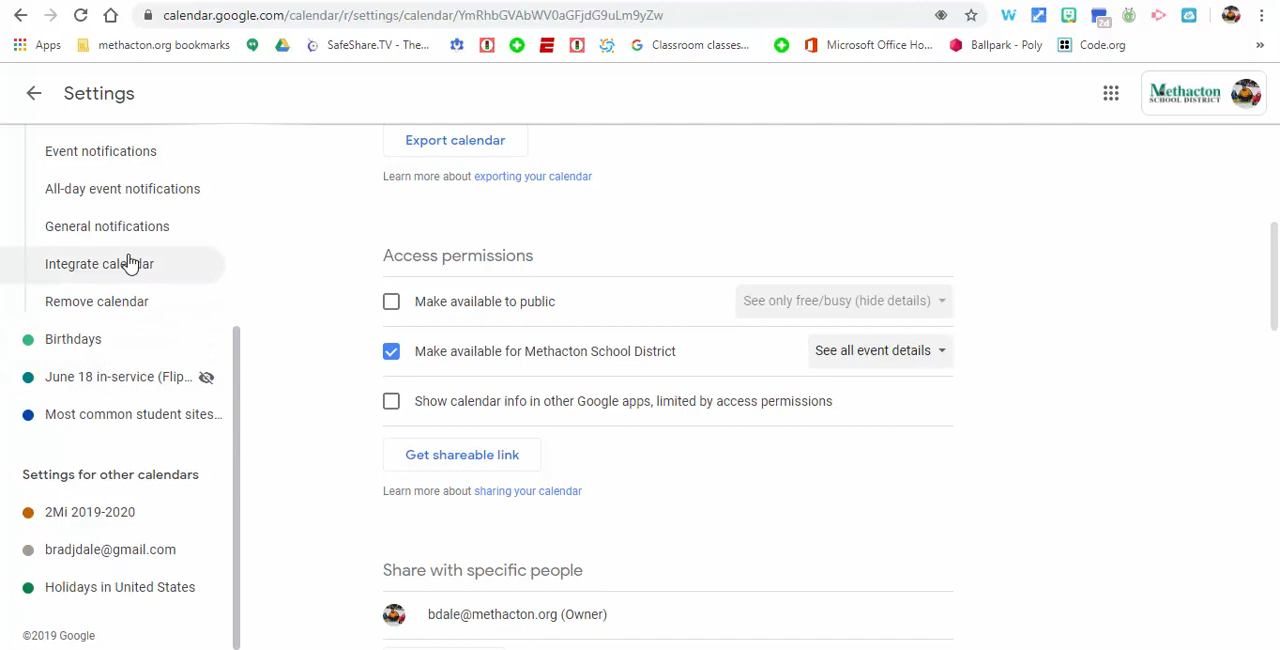 calendar.google.com/calendar/r/settings/calendar/YmRhbGVAbWV0aGFjdG9uLm9yZw
Apps methacton.org bookmarks SafeShare.TV - The... Classroom classes... Microsoft Office Ho... Ballpark - Poly Code.org »
Settings
Methacton
SCHOOL DISTRICT
Event notifications
All-day event notifications
General notifications
Integrate calendar
Remove calendar
Birthdays
June 18 in-service (Flip...
Most common student sites...
Settings for other calendars
2Mi 2019-2020
bradjdale@gmail.com
Holidays in United States
©2019 Google
Export calendar
Learn more about exporting your calendar
Access permissions
Make available to public See only free/busy (hide details)
Make available for Methacton School District See all event details
Show calendar info in other Google apps, limited by access permissions
Get shareable link
Learn more about sharing your calendar
Share with specific people
bdale@methacton.org (Owner)